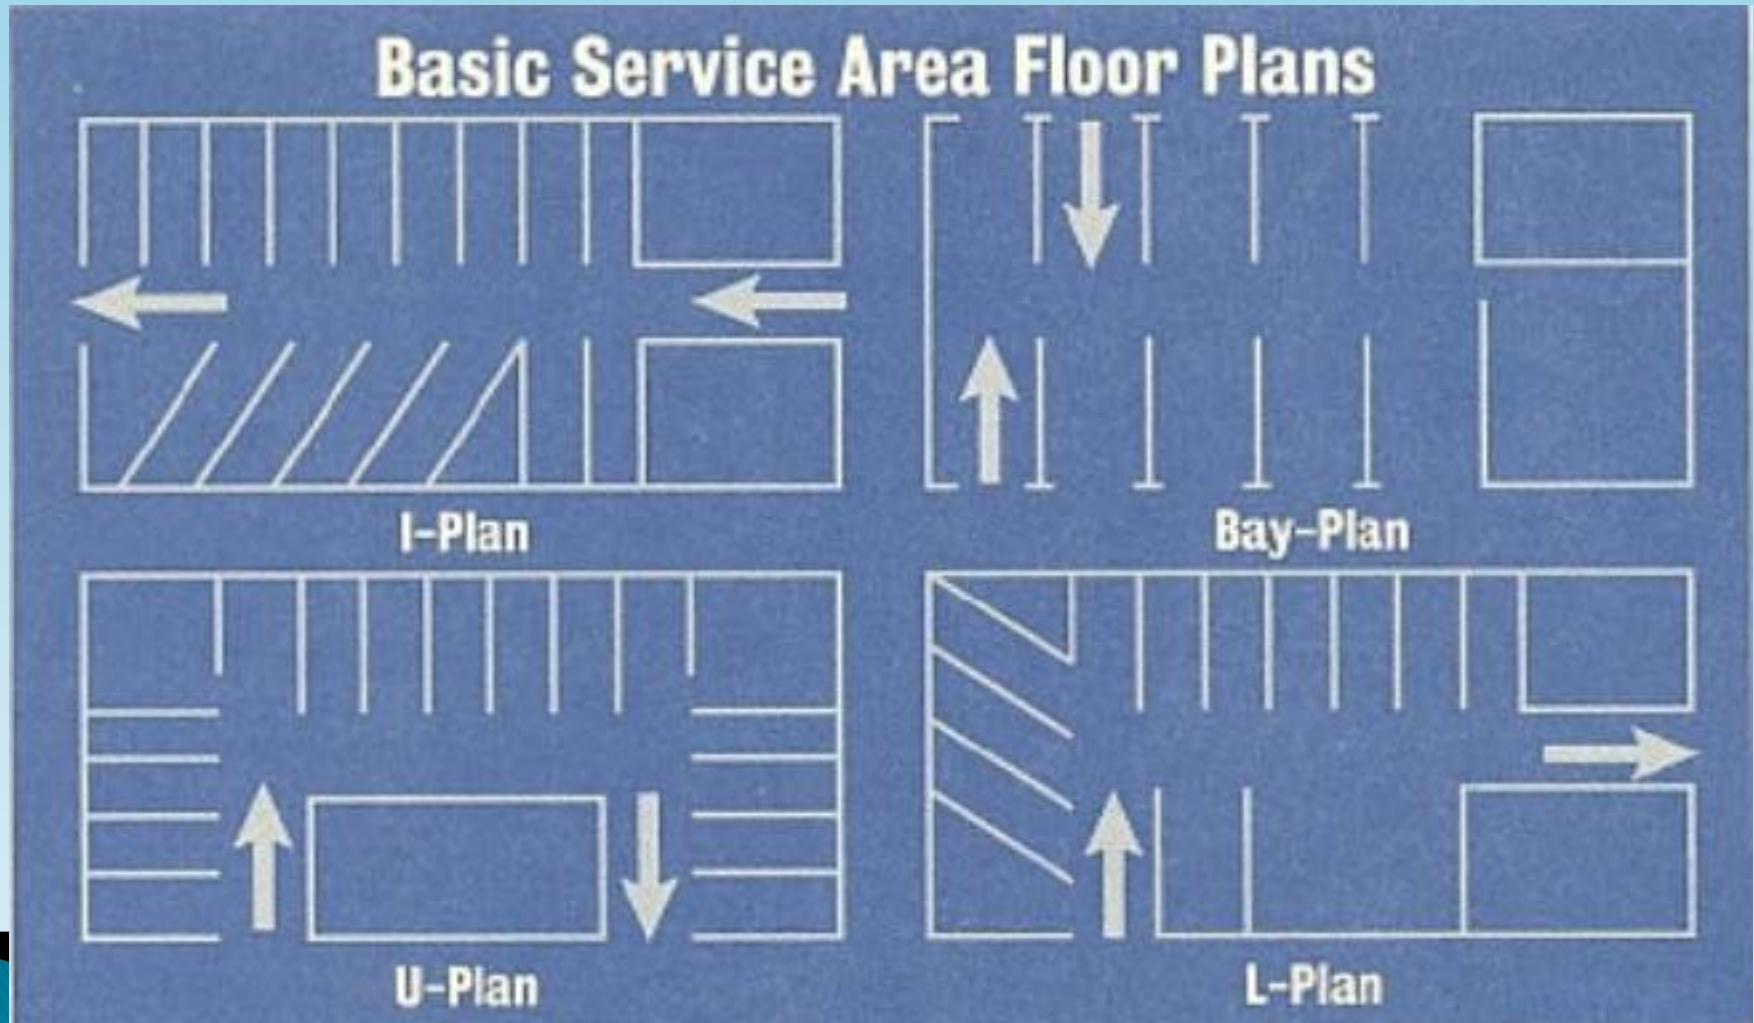 Basic Service Area Floor Plans
I-Plan
Bay-Plan
U-Plan
L-Plan